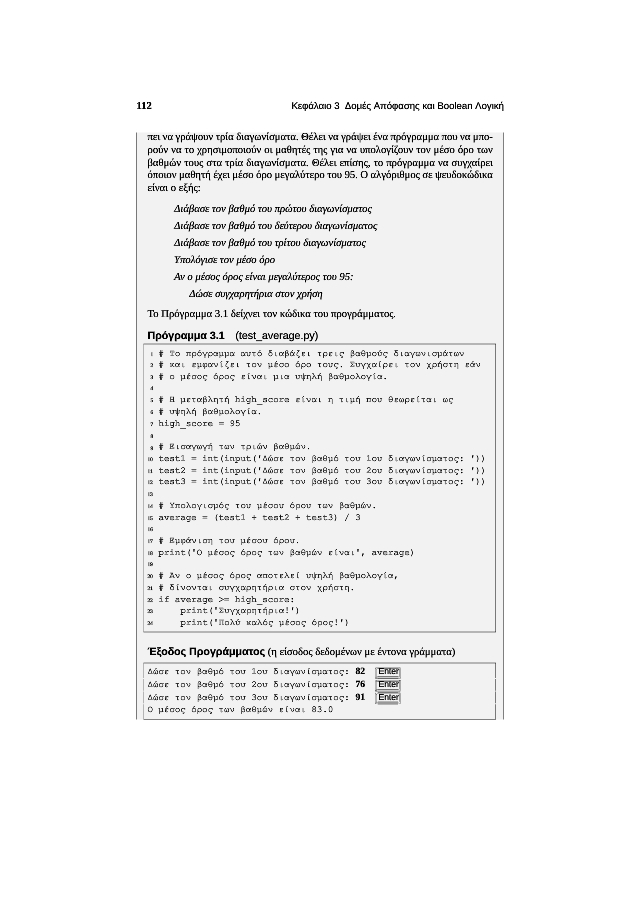 112 Κεφάλαιο 3 Δομές Απόφασης και Boolean Λογική
πει να γράψουν τρία διαγωνίσματα. Θέλει να γράψει ένα πρόγραμμα που να μπο-
ρούν να το χρησιμοποιούν οι μαθητές της για να υπολογίζουν τον μέσο όρο των
βαθμών τους στα τρία διαγωνίσματα. Θέλει επίσης, το πρόγραμμα να συγχαίρει
όποιον μαθητή έχει μέσο όρο μεγαλύτερο του 95. Ο αλγόριθμος σε ψευδοκώδικα
είναι ο εξής:
Διάβασε τον βαθμό του πρώτου διαγωνίσματος
Διάβασε τον βαθμό του δεύτερου διαγωνίσματος
Διάβασε τον βαθμό του τρίτου διαγωνίσματος
Υπολόγισε τον μέσο όρο
Αν ο μέσος όρος είναι μεγαλύτερος του 95:
Δώσε συγχαρητήρια στον χρήση
Το Πρόγραμμα 3.1 δείχνει τον κώδικα του προγράμματος.
Πρόγραμμα 3.1 (test_average.py)
1 # Το πρόγραμμα αυτό διαβάζει τρεις βαθμούς διαγωνισμάτων
2 # και εμφανίζει τον μέσο όρο τους. Συγχαίρει τον χρήστη εάν
3 # ο μέσος όρος είναι μια υψηλή βαθμολογία.
4
5 # Η μεταβλητή high_score είναι η τιμή που θεωρείται ως
6 # υψηλή βαθμολογία.
7 high_score = 95
8
9 # Εισαγωγή των τριών βαθμών.
10 test1 = int(input('Δώσε τον βαθμό του 1ου διαγωνίσματος: '))
11 test2 = int(input('Δώσε τον βαθμό του 2ου διαγωνίσματος: '))
12 test3 = int(input('Δώσε τον βαθμό του 3ου διαγωνίσματος: '))
13
14 # Υπολογισμός του μέσου όρου των βαθμών.
15 average = (test1 + test2 + test3) / 3
16
17 # Εμφάνιση του μέσου όρου.
18 print('Ο μέσος όρος των βαθμών είναι', average)
19
20 # Αν ο μέσος όρος αποτελεί υψηλή βαθμολογία,
21 # δίνονται συγχαρητήρια στον χρήστη.
22 if average >= high_score:
23 print('Συγχαρητήρια!')
24 print('Πολύ καλός μέσος όρος!')
Έξοδος Προγράμματος (η είσοδος δεδομένων με έντονα γράμματα)
Δώσε τον βαθμό του 1ου διαγωνίσματος: 82 Enter
Δώσε τον βαθμό του 2ου διαγωνίσματος: 76 Enter
Δώσε τον βαθμό του 3ου διαγωνίσματος: 91 Enter
Ο μέσος όρος των βαθμών είναι 83.0